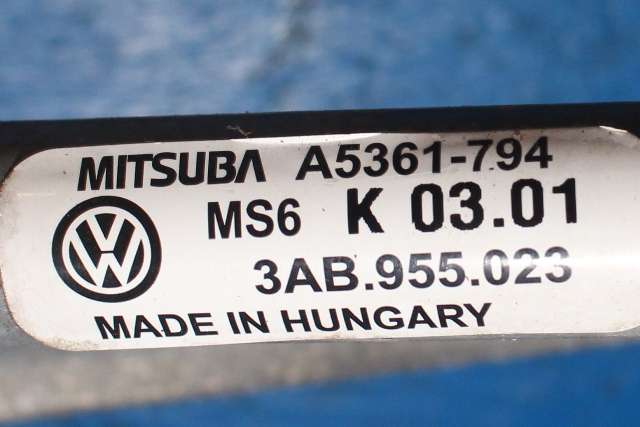 MITSUBA A5361-794
MS6 K 03.01
3AB.955.023
MADE IN HUNGARY